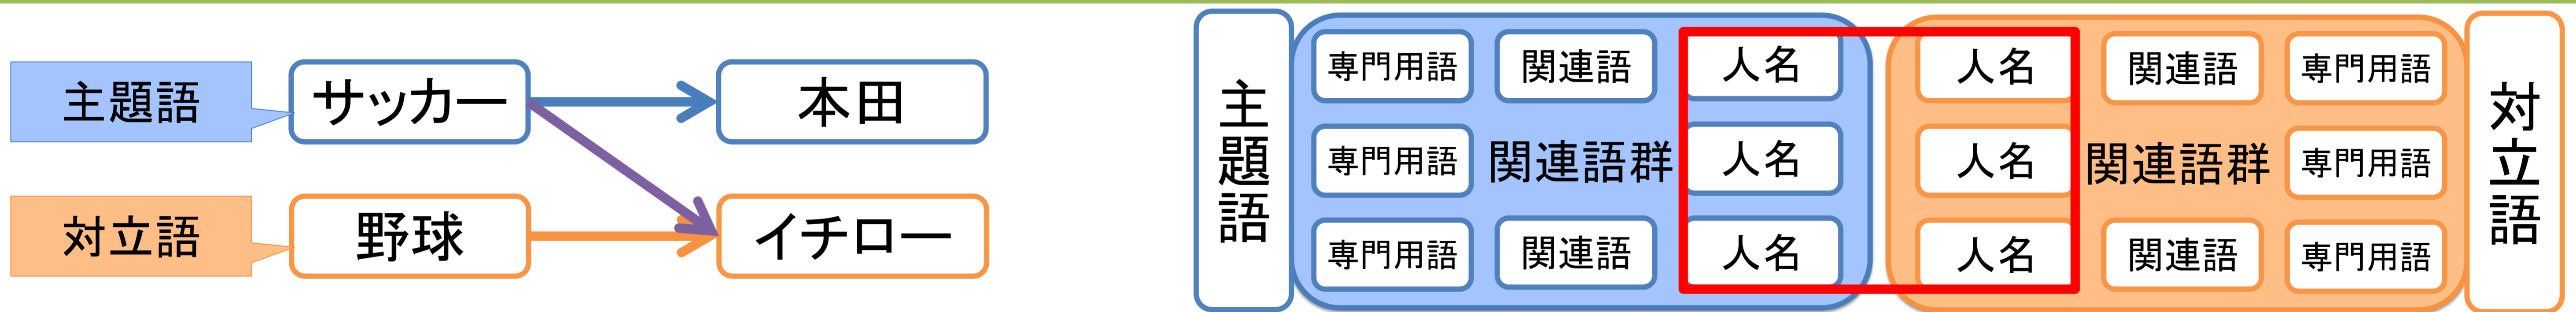 主題語
サッカー
本田
対立語
野球
イチロー
主題語
専門用語
関連語
人名
人名
関連語
専門用語
専門用語
関連語群
人名
人名
関連語群
専門用語
専門用語
関連語
人名
人名
関連語
専門用語
対立語